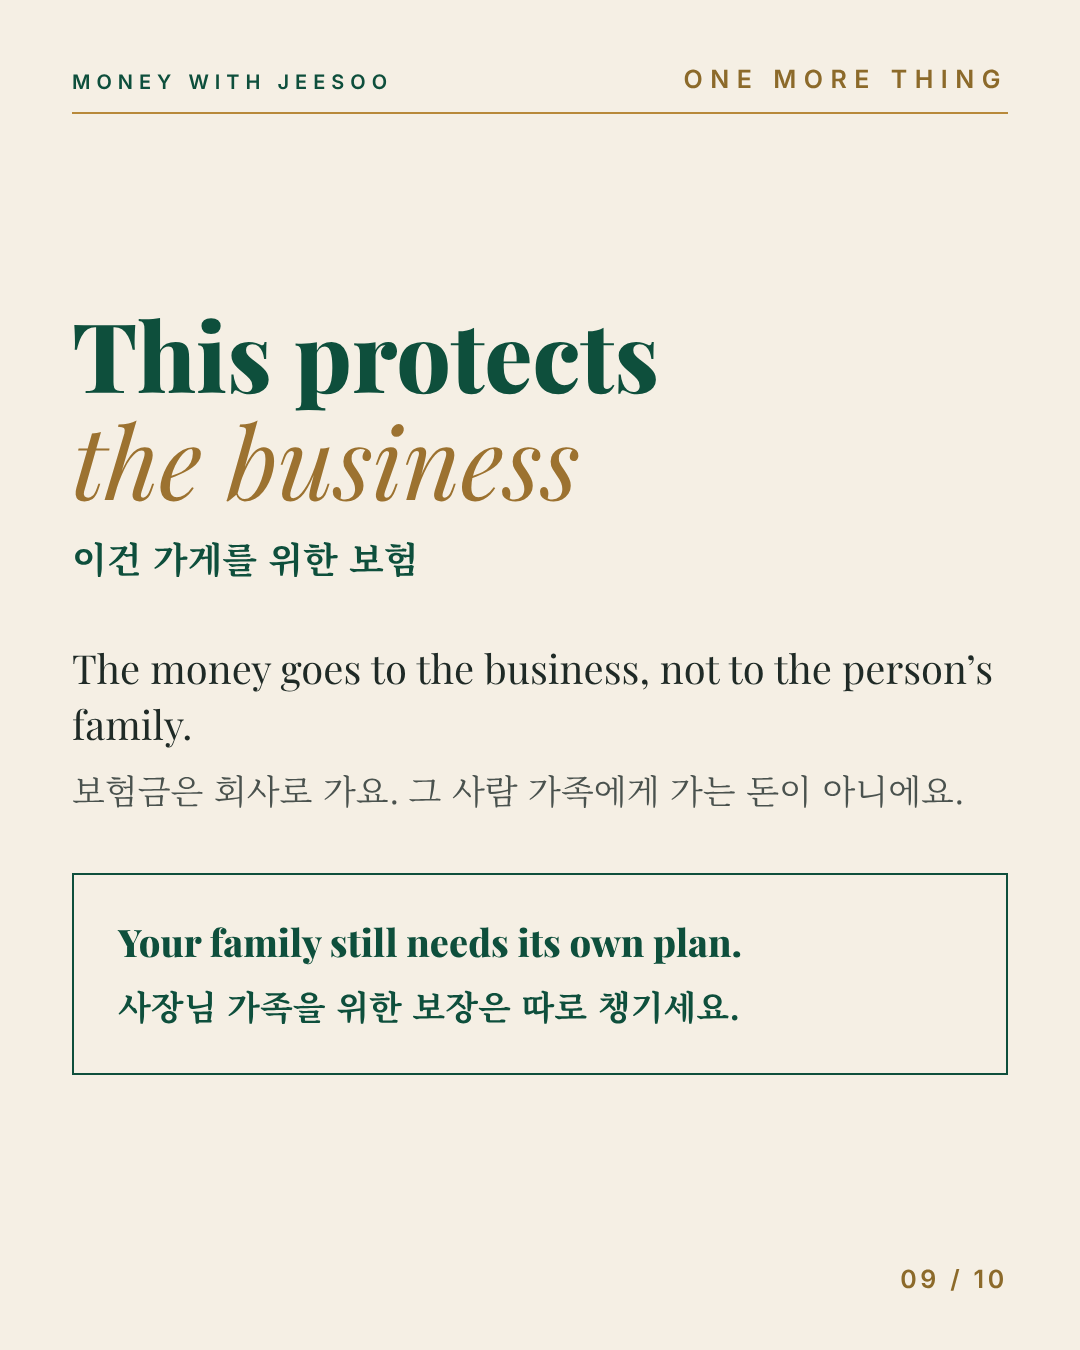 MONEY WITH JEESOO
ONE MORE THING
This protects
the business
이건 가게를 위한 보험
The money goes to the business, not to the person’s
family.
보험금은 회사로 가요. 그 사람 가족에게 가는 돈이 아니에요.
Your family still needs its own plan.
사장님 가족을 위한 보장은 따로 챙기세요.
09 / 10